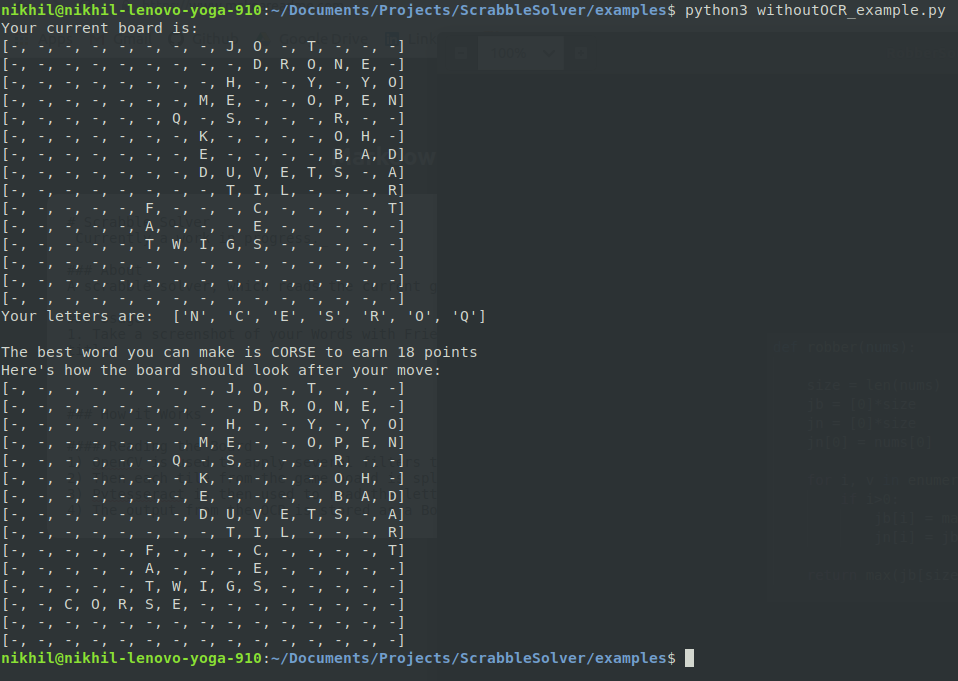 nikhil@nikhil-lenovo-yoga-910:~/Documents/Projects/ScrabbleSolver/examples$ python3 withoutOCR_example.py
Your current board is:
[-, -, -, -, -, -, -, -, J, O, -, T, -, -, -]
[-, -, -, -, -, -, -, -, -, D, R, O, N, E, -]
[-, -, -, -, -, -, -, -, H, -, -, Y, -, Y, O]
[-, -, -, -, -, -, -, M, E, -, -, O, P, E, N]
[-, -, -, -, -, -, Q, -, S, -, -, -, R, -, -]
[-, -, -, -, -, -, -, K, -, -, -, -, O, H, -]
[-, -, -, -, -, -, -, E, -, -, -, -, B, A, D]
[-, -, -, -, -, -, -, D, U, V, E, T, S, -, A]
[-, -, -, -, -, -, -, -, T, I, L, -, -, -, R]
[-, -, -, -, -, F, -, -, -, C, -, -, -, -, T]
[-, -, -, -, -, A, -, -, -, E, -, -, -, -, -]
[-, -, -, -, -, T, W, I, G, S, -, -, -, -, -]
[-, -, -, -, -, -, -, -, -, -, -, -, -, -, -]
[-, -, -, -, -, -, -, -, -, -, -, -, -, -, -]
[-, -, -, -, -, -, -, -, -, -, -, -, -, -, -]
Your letters are:  ['N', 'C', 'E', 'S', 'R', 'O', 'Q']
The best word you can make is CORSE to earn 18 points
Here's how the board should look after your move:
[-, -, -, -, -, -, -, -, J, O, -, T, -, -, -]
[-, -, -, -, -, -, -, -, -, D, R, O, N, E, -]
[-, -, -, -, -, -, -, -, H, -, -, Y, -, Y, O]
[-, -, -, -, -, -, -, M, E, -, -, O, P, E, N]
[-, -, -, -, -, -, Q, -, S, -, -, -, R, -, -]
[-, -, -, -, -, -, -, K, -, -, -, -, O, H, -]
[-, -, -, -, -, -, -, E, -, -, -, -, B, A, D]
[-, -, -, -, -, -, -, D, U, V, E, T, S, -, A]
[-, -, -, -, -, -, -, -, T, I, L, -, -, -, R]
[-, -, -, -, -, F, -, -, -, C, -, -, -, -, T]
[-, -, -, -, -, A, -, -, -, E, -, -, -, -, -]
[-, -, -, -, -, T, W, I, G, S, -, -, -, -, -]
[-, -, C, O, R, S, E, -, -, -, -, -, -, -, -]
[-, -, -, -, -, -, -, -, -, -, -, -, -, -, -]
[-, -, -, -, -, -, -, -, -, -, -, -, -, -, -]
nikhil@nikhil-lenovo-yoga-910:~/Documents/Projects/ScrabbleSolver/examples$